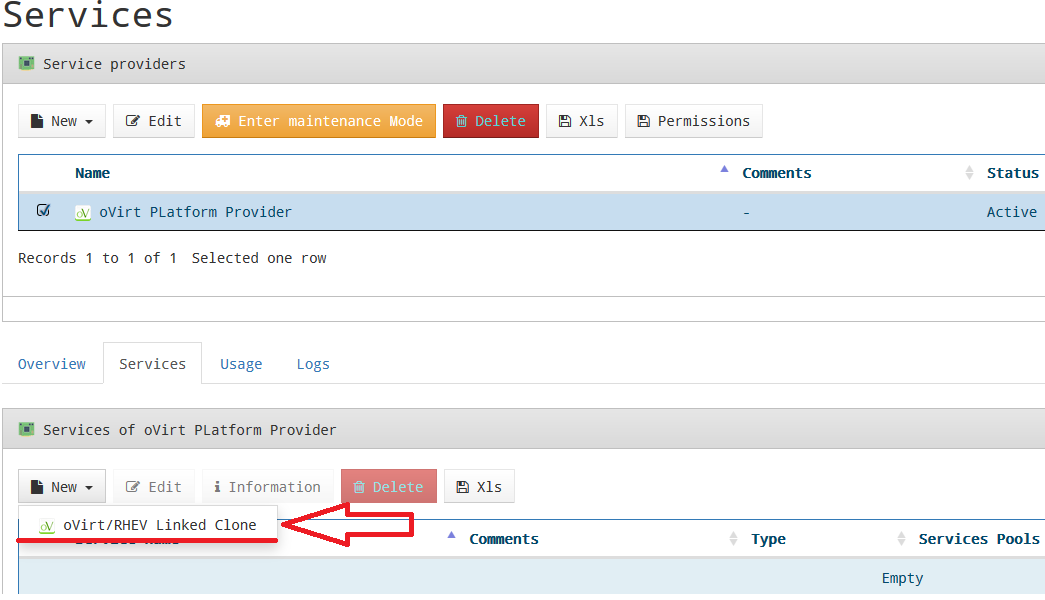 Services
Service providers
New Edit Enter maintenance Mode Delete Xls Permissions
Name Comments Status
oVirt PLatform Provider - Active
Records 1 to 1 of 1 Selected one row
Overview Services Usage Logs
Services of oVirt PLatform Provider
New Edit Information Delete Xls
oVirt/RHEV Linked Clone
Comments Type Services Pools
Empty